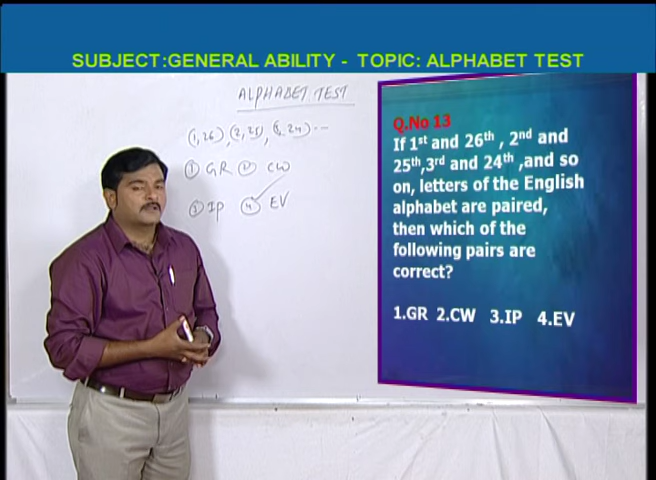 SUBJECT:GENERAL ABILITY - TOPIC: ALPHABET TEST
ALPHABET TEST
(1,26), (2,25), (3,24)...
① GR ② CW
③ IP ④ EV
Q.No 13
If 1st and 26th , 2nd and
25th,3rd and 24th ,and so
on, letters of the English
alphabet are paired,
then which of the
following pairs are
correct?
1.GR 2.CW 3.IP 4.EV